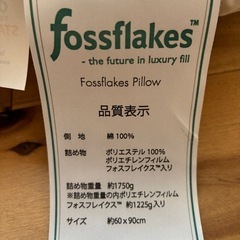 fossflakes™
- the future in luxury fill
Fossflakes Pillow
品質表示
側 地 綿 100%
詰め物 ポリエステル 100%
ポリエチレンフィルム
フォスフレイクス™入り
詰め物重量 約1750g
※詰め物重量の内ポリエチレンフィルム
フォスフレイクス™ 約1225g入り
サイズ 約60 x 90cm